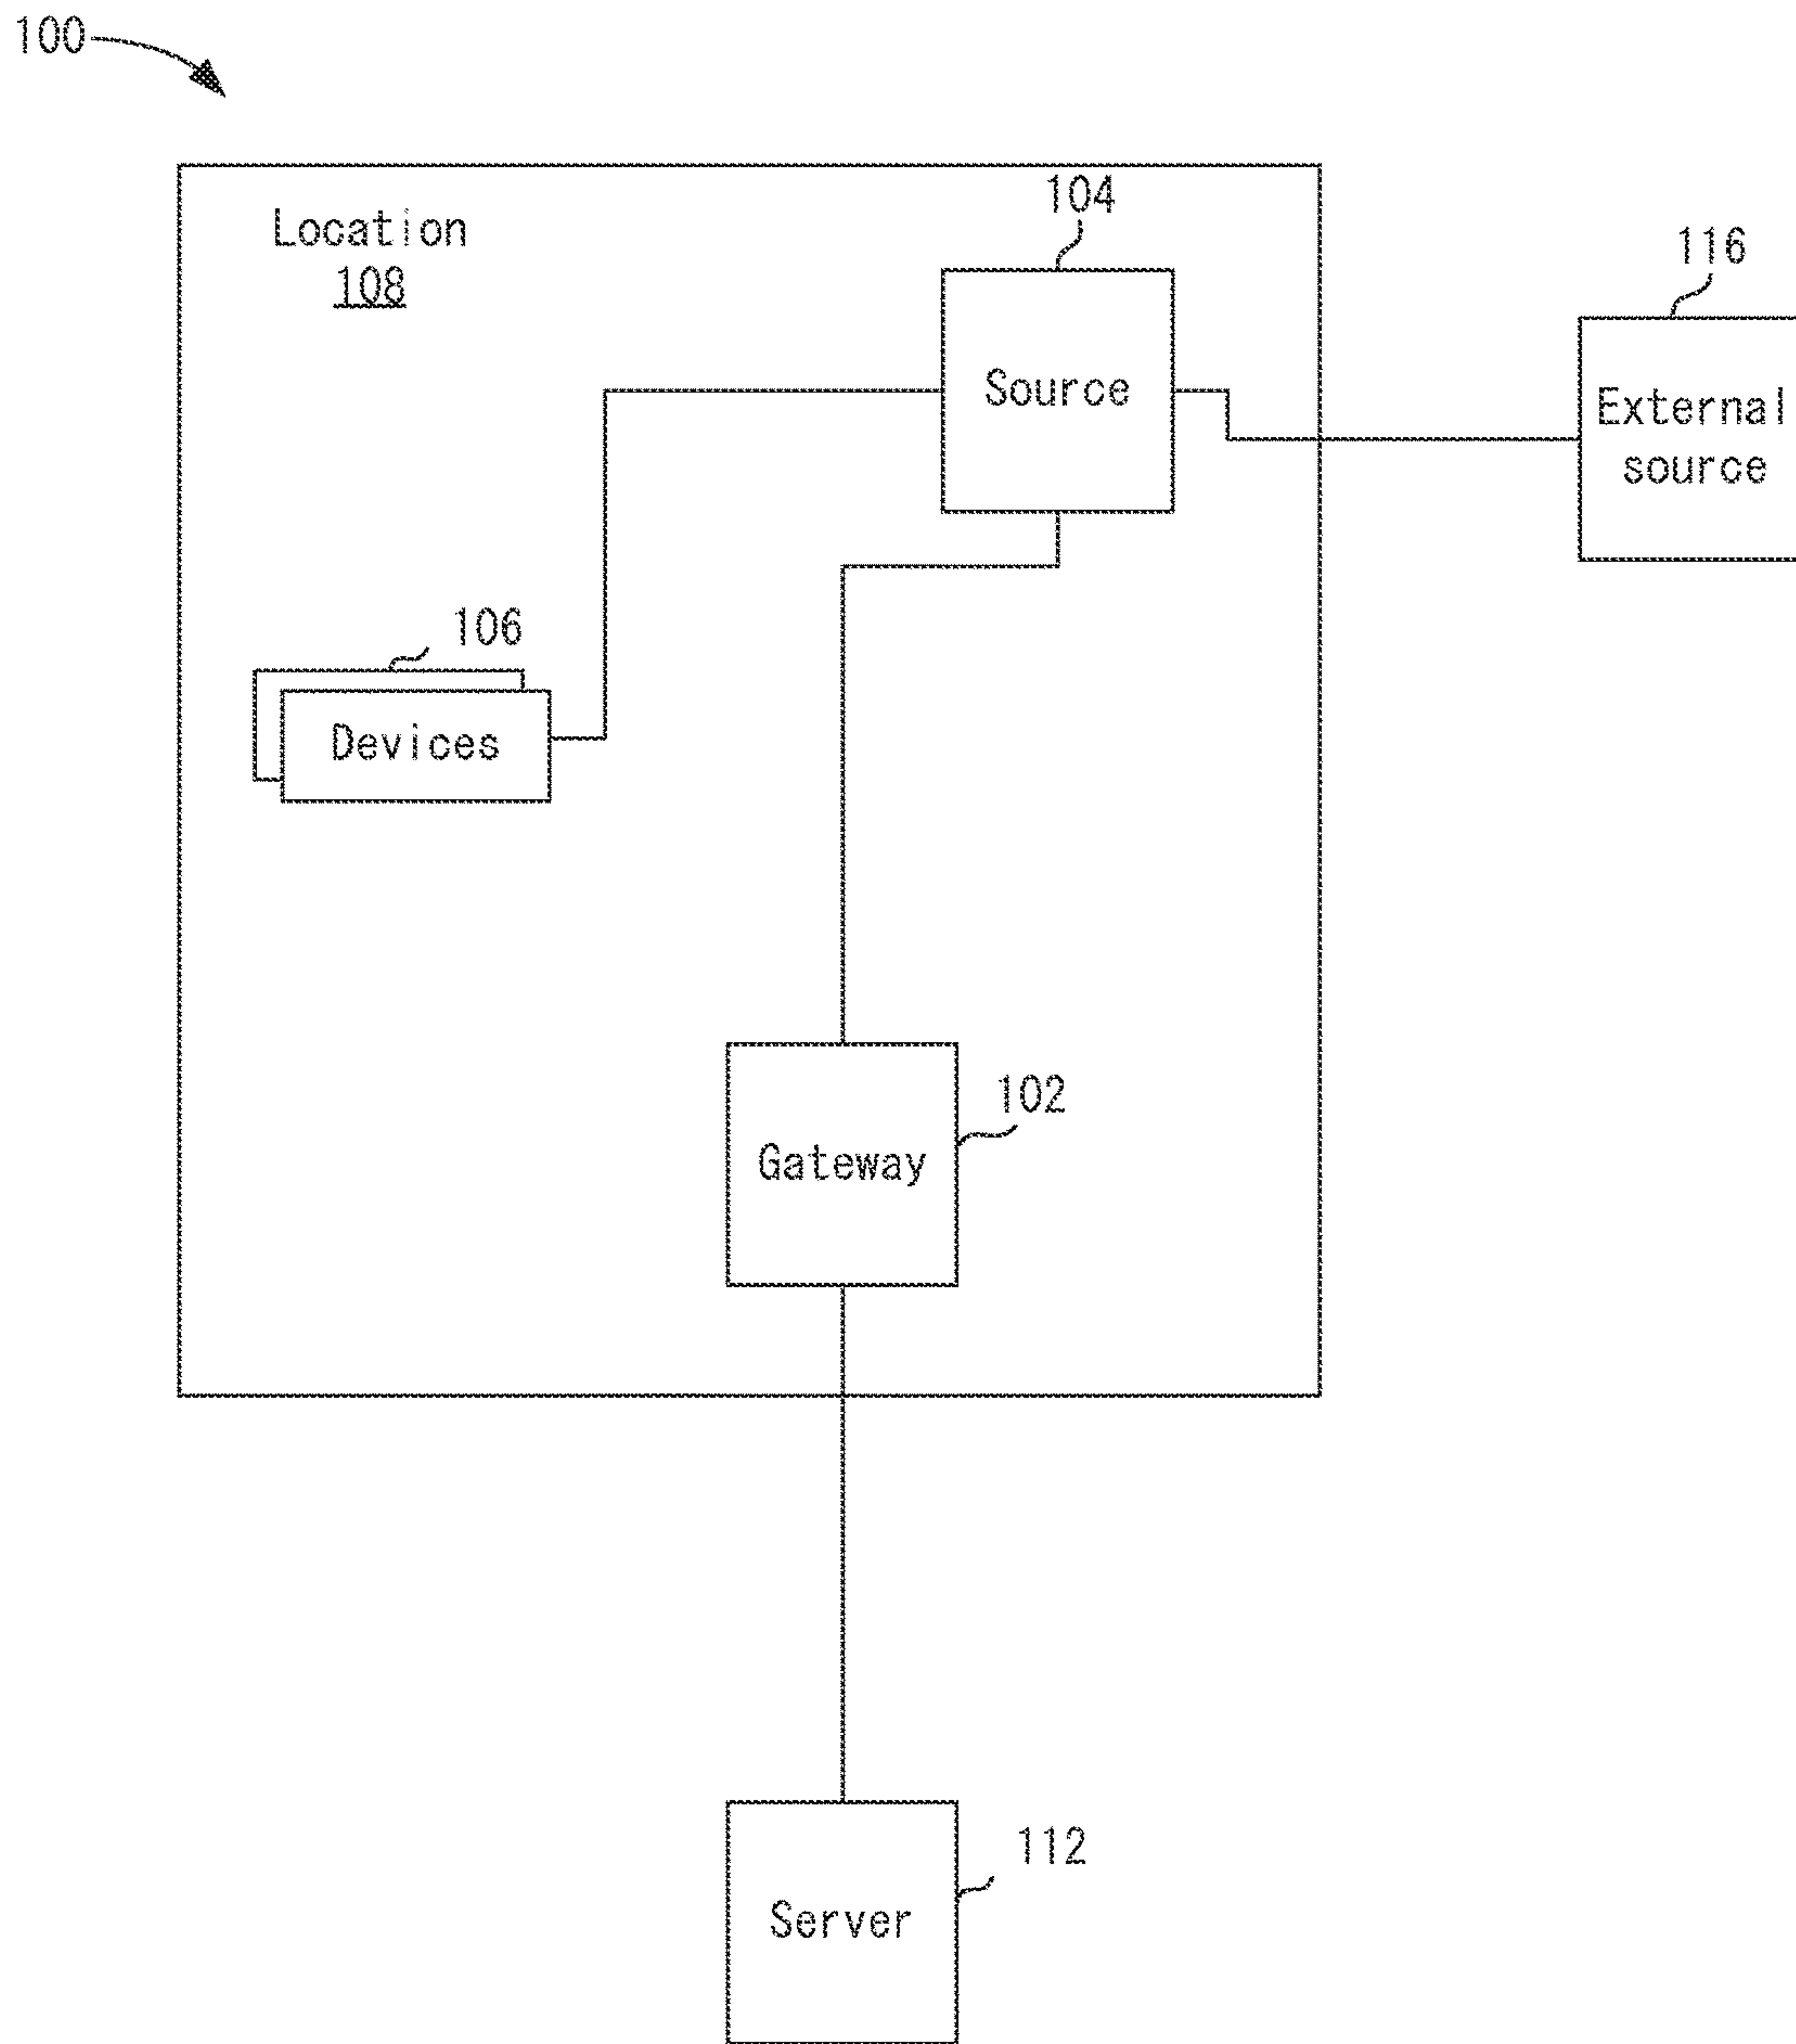 100
Location
108
104
Source
116
External
source
106
Devices
102
Gateway
112
Server